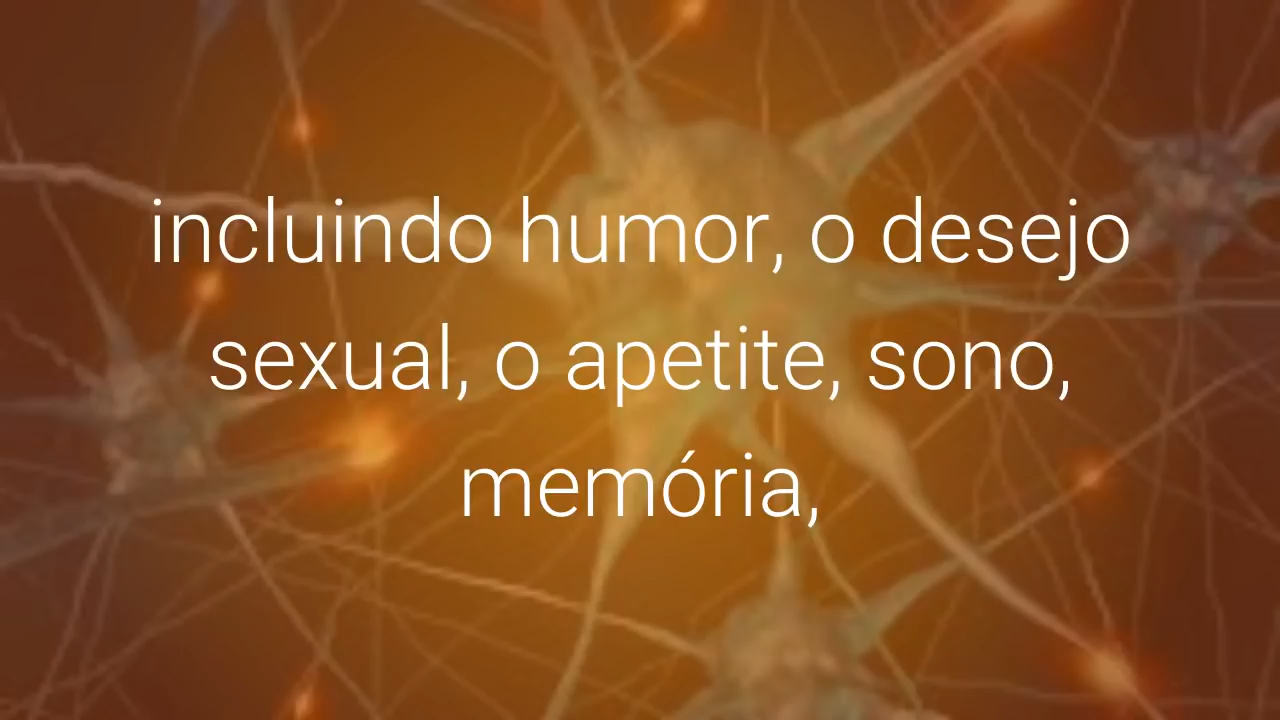 incluindo humor, o desejo
sexual, o apetite, sono,
memória,